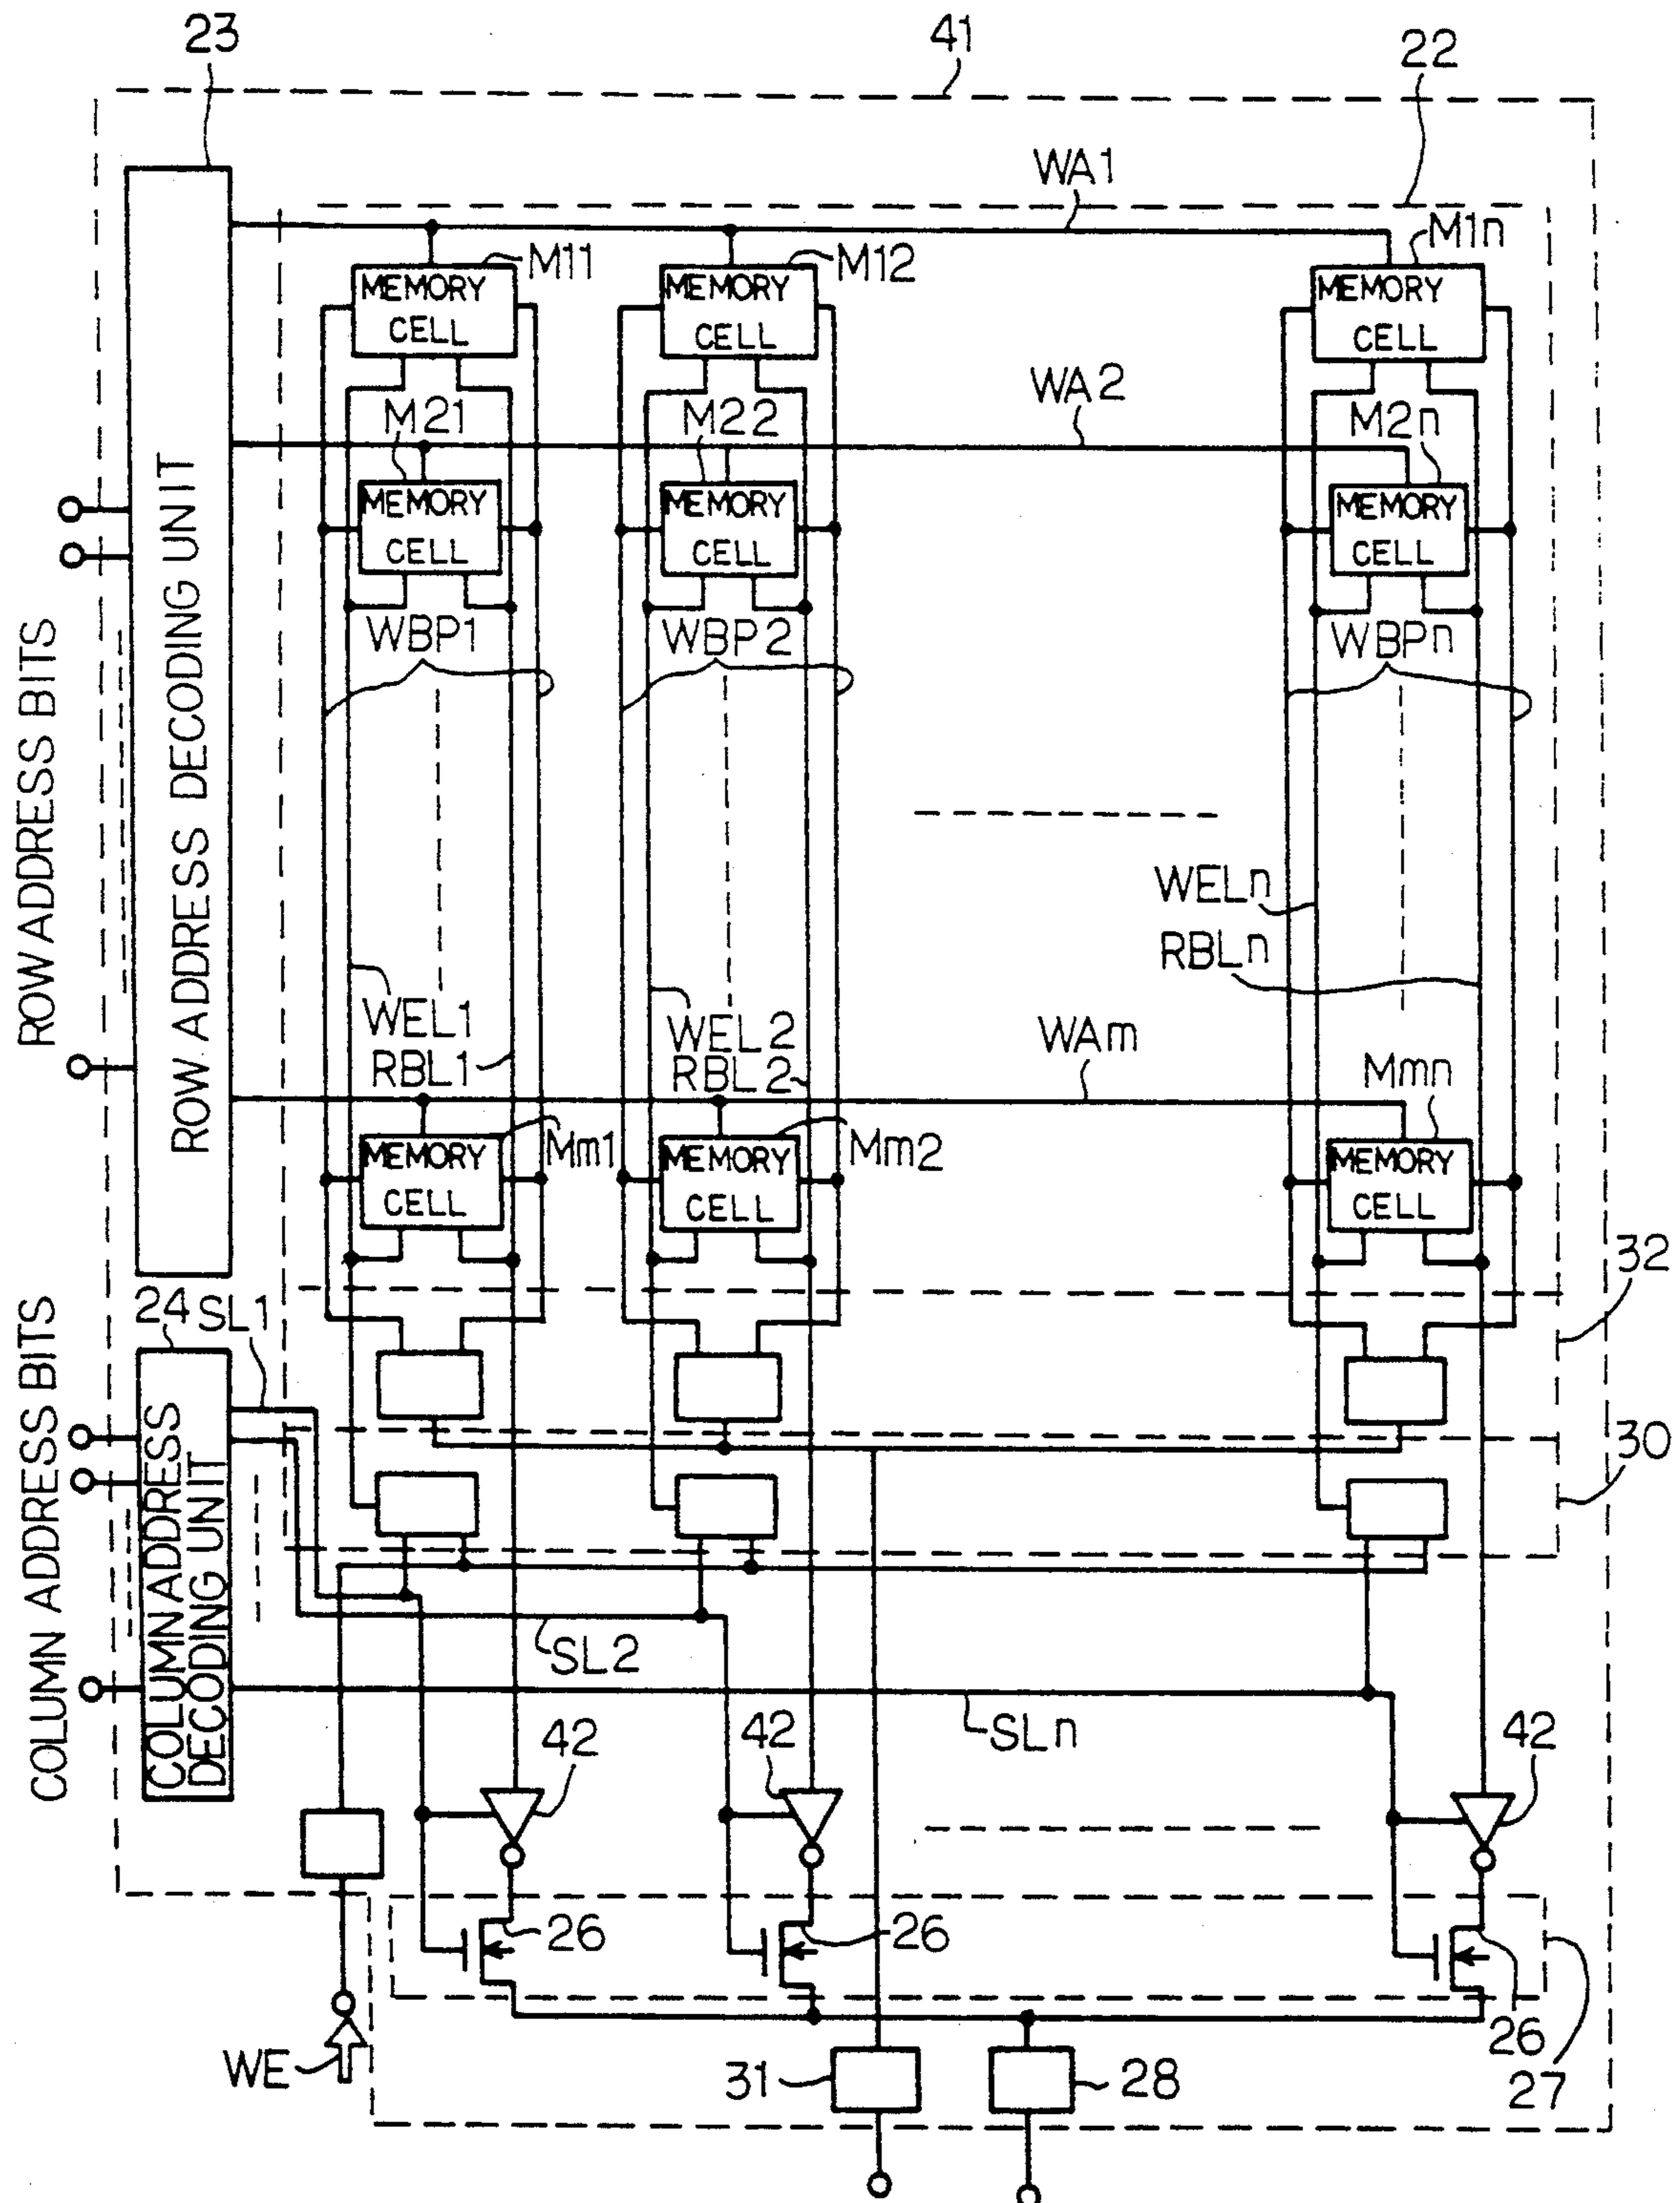 23
41
22
WA1
M11
M12
M1n
MEMORY
CELL
MEMORY
CELL
MEMORY
CELL
WA2
M21
M22
M2n
MEMORY
CELL
MEMORY
CELL
MEMORY
CELL
WBP1
WBP2
WBPn
ROW ADDRESS BITS
ROW ADDRESS DECODING UNIT
WELn
RBLn
WEL1
RBL1
WEL2
RBL2
WAm
Mmn
MEMORY
CELL
Mm1
MEMORY
CELL
Mm2
MEMORY
CELL
32
24
SL1
COLUMN ADDRESS BITS
COLUMN ADDRESS
DECODING UNIT
30
SL2
SLn
42
42
42
26
26
26
27
WE
31
28